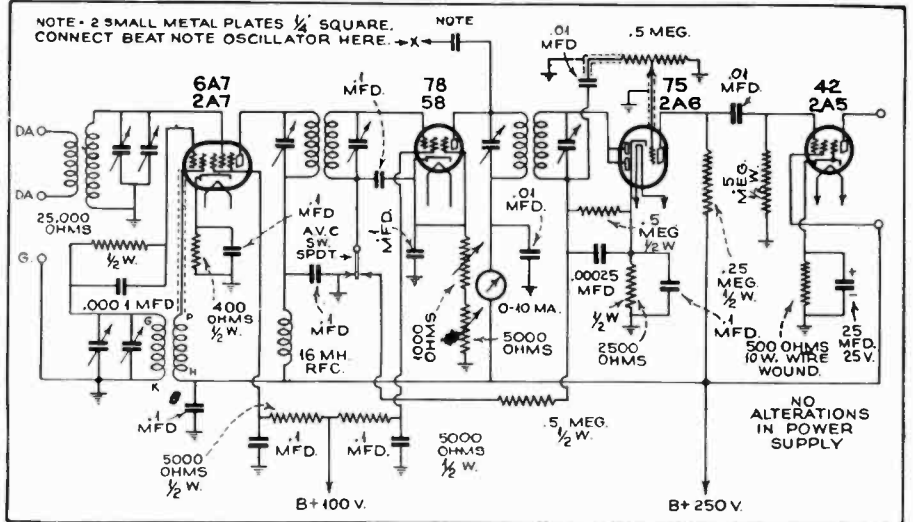 NOTE - 2 SMALL METAL PLATES 1/4" SQUARE.
CONNECT BEAT NOTE OSCILLATOR HERE. → X
NOTE
.01
MFD
.5 MEG.
6A7
2A7
.1
MFD.
78
58
75
2A6
.01
MFD.
42
2A5
DA
DA
25,000
OHMS
1/2 W.
G.
.0001 MFD
400
OHMS
1/2 W.
.1
MFD
A.V.C
SW.
SPDT.
.1
MFD
.1
MFD.
.01
MFD.
.5
MEG
1/2 W
.00025
MFD
.5
MEG.
1/2 W.
.25
MEG.
1/2 W.
G
P
K
H
16 MH.
RFC.
1000
OHMS
5000
OHMS
0-10 MA.
1/2 W
2500
OHMS
.1
MFD.
500 OHMS
10 W. WIRE
WOUND.
+
-
25
MFD.
25 V.
.1
MFD
5000
OHMS
1/2 W.
.1
MFD.
.1
MFD.
5000
OHMS
1/2 W.
.5 MEG.
1/2 W.
NO
ALTERATIONS
IN POWER
SUPPLY
B+ 100 V.
B+ 250 V.